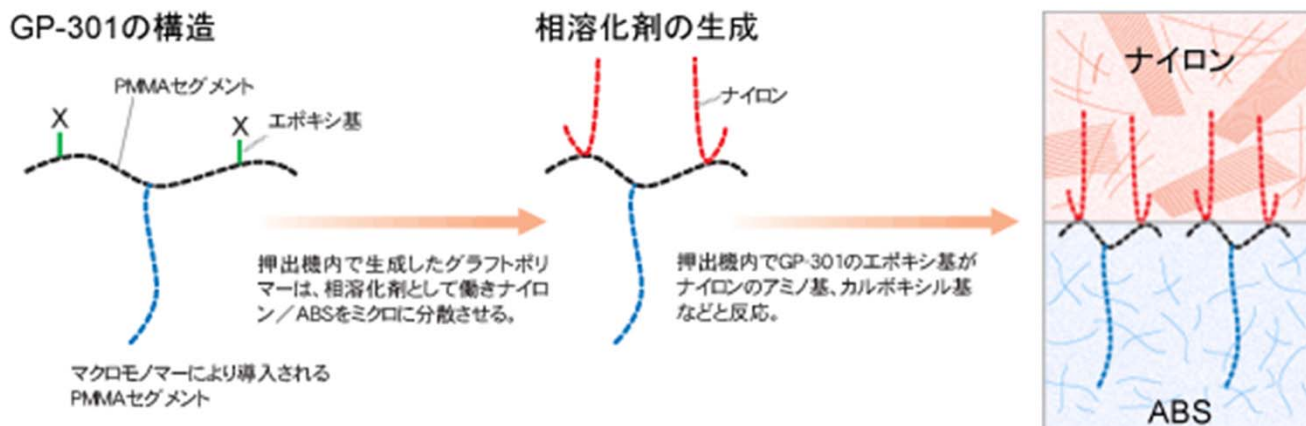 GP-301の構造
PMMAセグメント
X
X
エポキシ基
マクロモノマーにより導入される
PMMAセグメント
押出機内で生成したグラフトポリ
マーは、相溶化剤として働きナイロ
ン／ABSをミクロに分散させる。
相溶化剤の生成
ナイロン
押出機内でGP-301のエポキシ基が
ナイロンのアミノ基、カルボキシル基
などと反応。
ナイロン
ABS